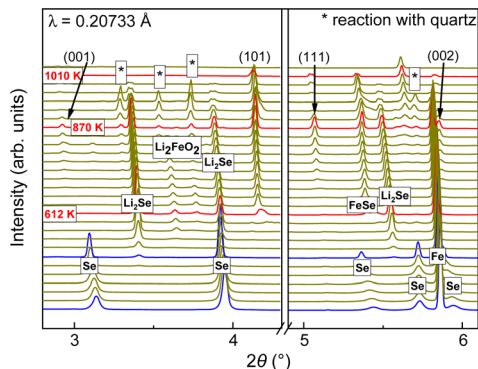 λ = 0.20733 Å
* reaction with quartz
(001)
*
*
*
(101)
(111)
*
(002)
1010 K
870 K
Li2FeO2
Li2Se
Li2Se
FeSe
Li2Se
612 K
Se
Se
Se
Fe
Se
Se
Intensity (arb. units)
3
4
5
6
2θ (°)